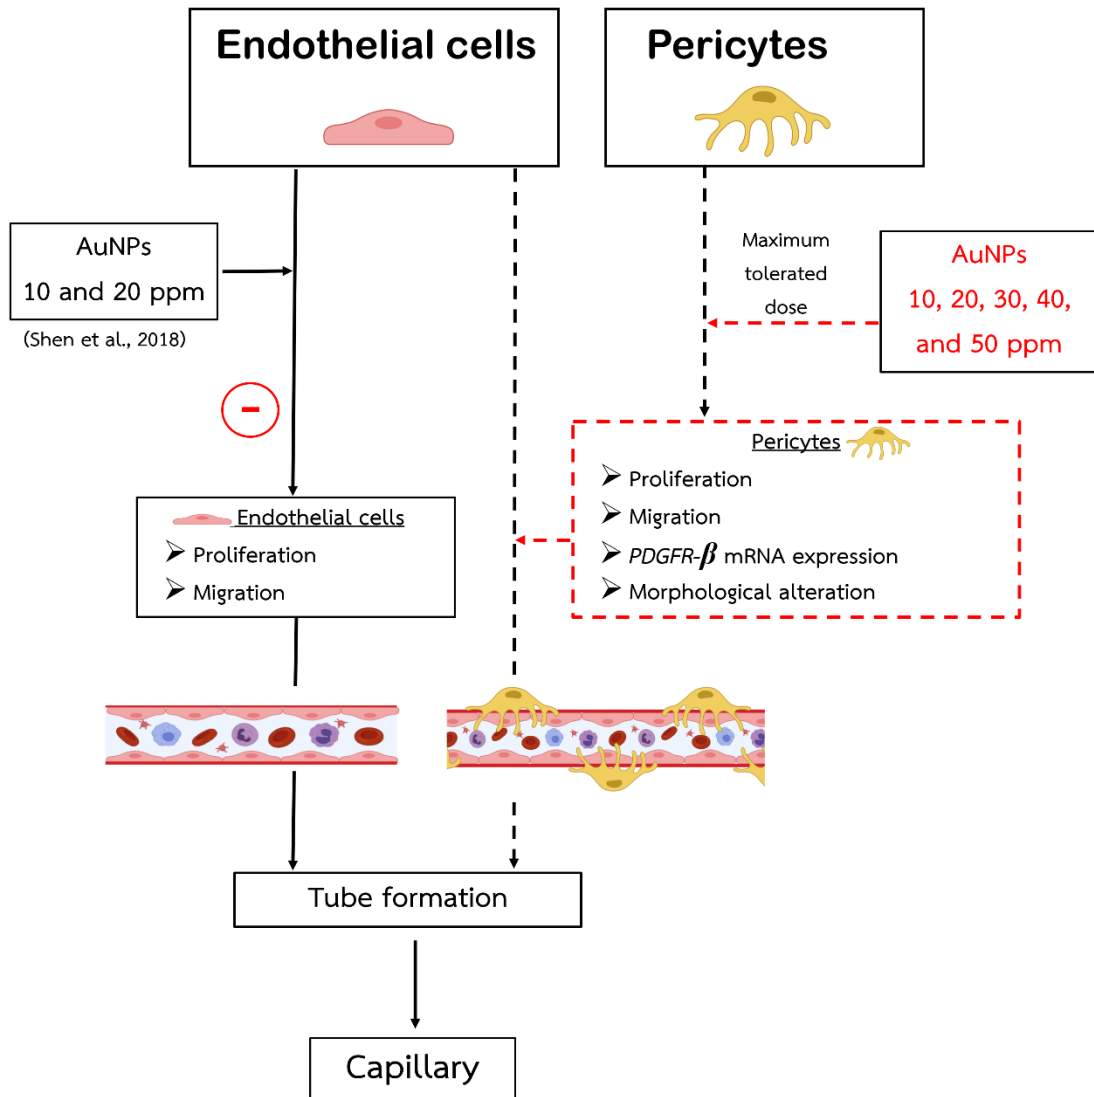 Endothelial cells
Pericytes
AuNPs
10 and 20 ppm
(Shen et al., 2018)
Maximum
tolerated
dose
AuNPs
10, 20, 30, 40,
and 50 ppm
−
Pericytes
➢ Proliferation
➢ Migration
➢ PDGFR-β mRNA expression
➢ Morphological alteration
Endothelial cells
➢ Proliferation
➢ Migration
Tube formation
Capillary